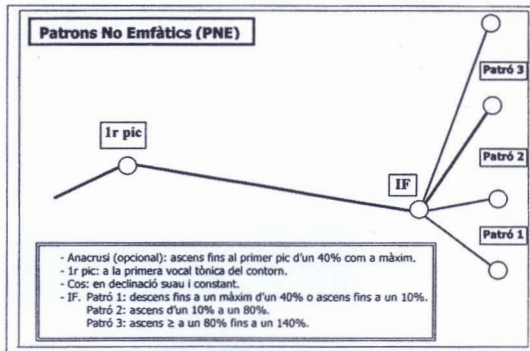 Patrons No Emfàtics (PNE)
Patró 3
1r pic
Patró 2
IF
Patró 1
- Anacrusi (opcional): ascens fins al primer pic d'un 40% com a màxim.
- 1r pic: a la primera vocal tònica del contorn.
- Cos: en declinació suau i constant.
- IF. Patró 1: descens fins a un màxim d'un 40% o ascens fins a un 10%.
Patró 2: ascens d'un 10% a un 80%.
Patró 3: ascens ≥ a un 80% fins a un 140%.